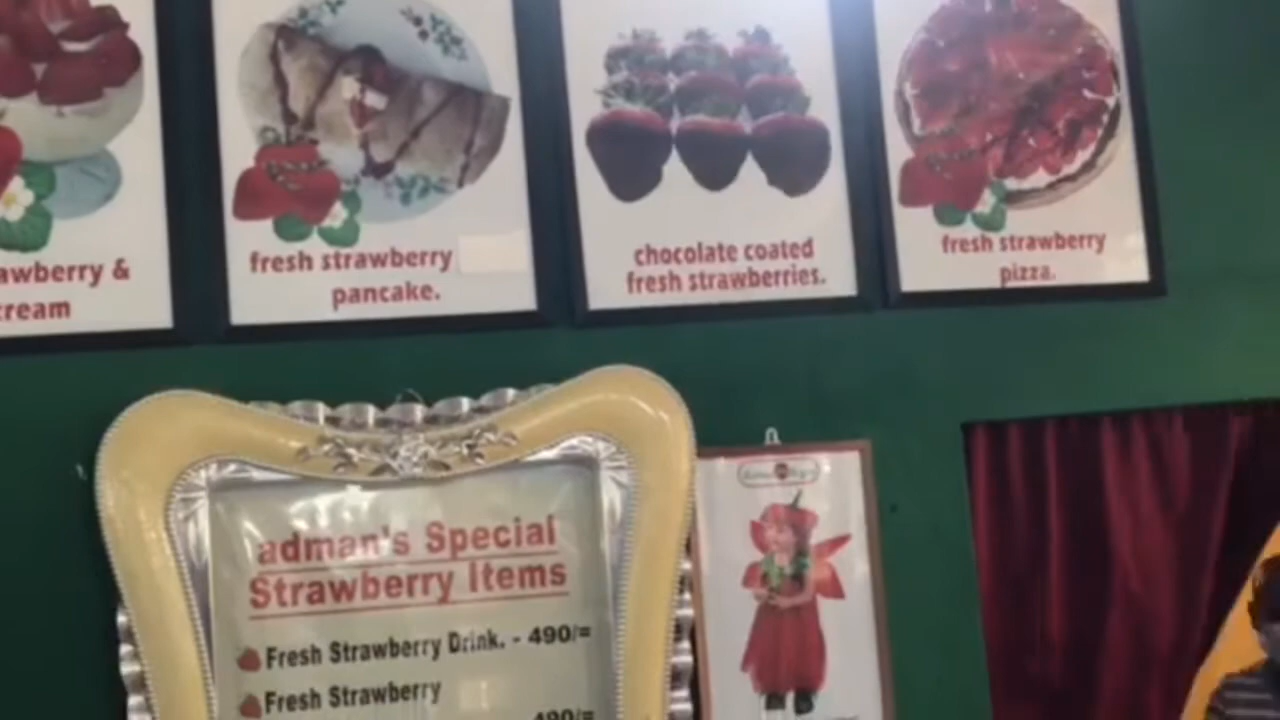 awberry &
cream
fresh strawberry
pancake.
chocolate coated
fresh strawberries.
fresh strawberry
pizza.
adman's Special
Strawberry Items
Fresh Strawberry Drink. - 490/=
Fresh Strawberry
490/=